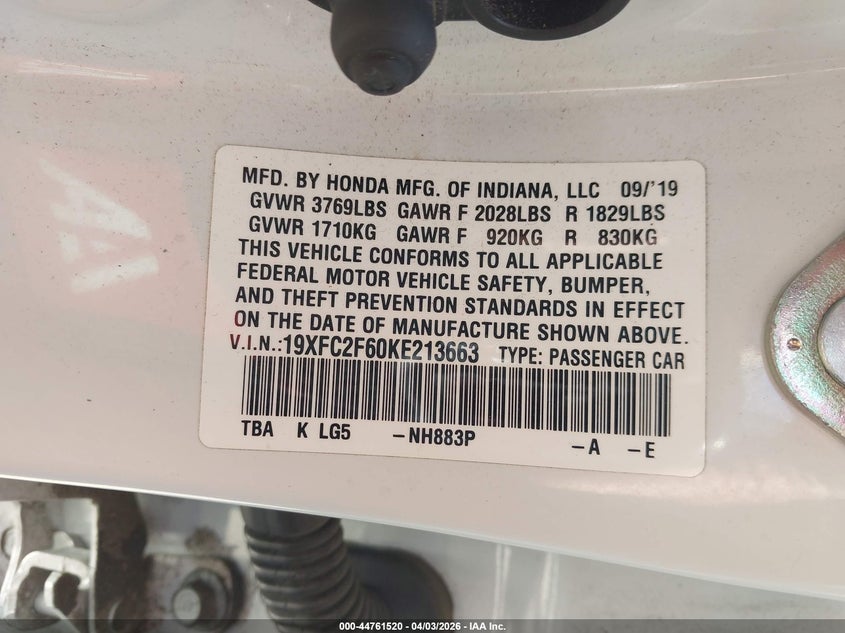 MFD. BY HONDA MFG. OF INDIANA, LLC 09/'19
GVWR 3769LBS GAWR F 2028LBS R 1829LBS
GVWR 1710KG GAWR F 920KG R 830KG
THIS VEHICLE CONFORMS TO ALL APPLICABLE
FEDERAL MOTOR VEHICLE SAFETY, BUMPER,
AND THEFT PREVENTION STANDARDS IN EFFECT
ON THE DATE OF MANUFACTURE SHOWN ABOVE.
V.I.N.:19XFC2F60KE213663 TYPE: PASSENGER CAR
TBA K LG5 -NH883P -A -E
000-44761520 - 04/03/2026 - IAA Inc.